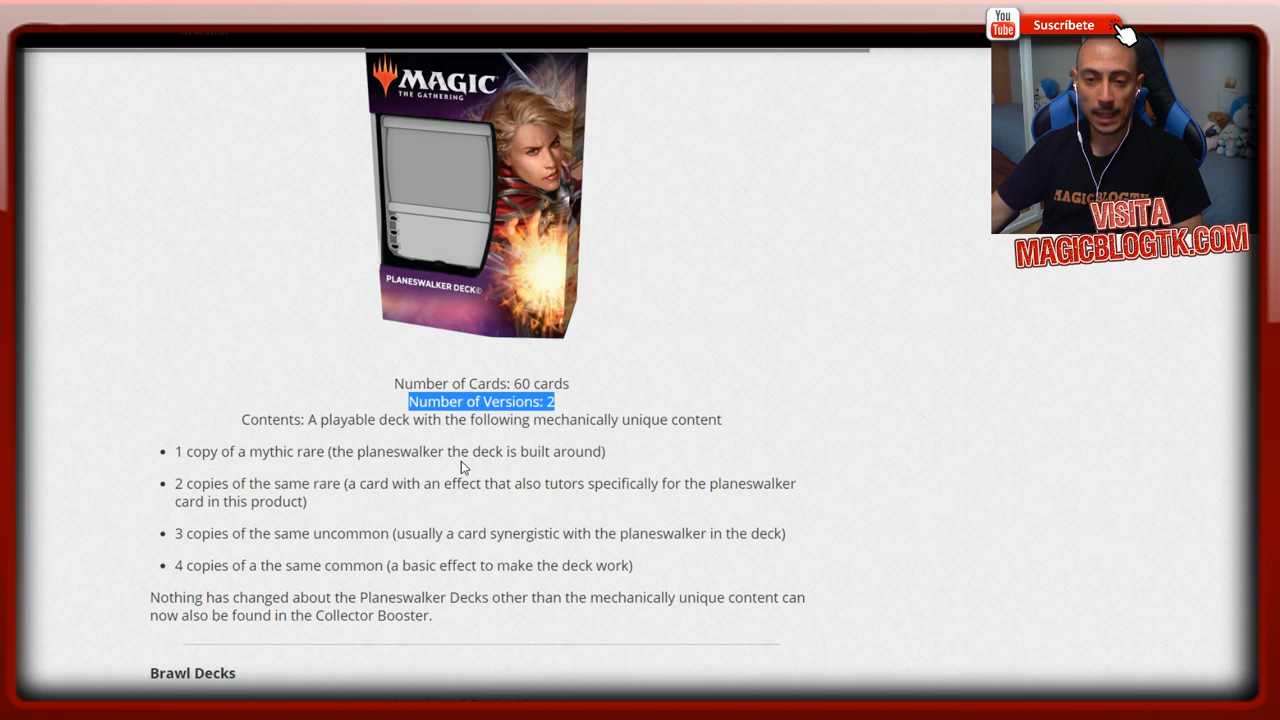 You
Tube
Suscríbete
MAGIC
THE GATHERING
PLANESWALKER DECK
MAGICBLOGTK
VISITA
MAGICBLOGTK.COM
Number of Cards: 60 cards
Number of Versions: 2
Contents: A playable deck with the following mechanically unique content
• 1 copy of a mythic rare (the planeswalker the deck is built around)
• 2 copies of the same rare (a card with an effect that also tutors specifically for the planeswalker
card in this product)
• 3 copies of the same uncommon (usually a card synergistic with the planeswalker in the deck)
• 4 copies of a the same common (a basic effect to make the deck work)
Nothing has changed about the Planeswalker Decks other than the mechanically unique content can
now also be found in the Collector Booster.
Brawl Decks